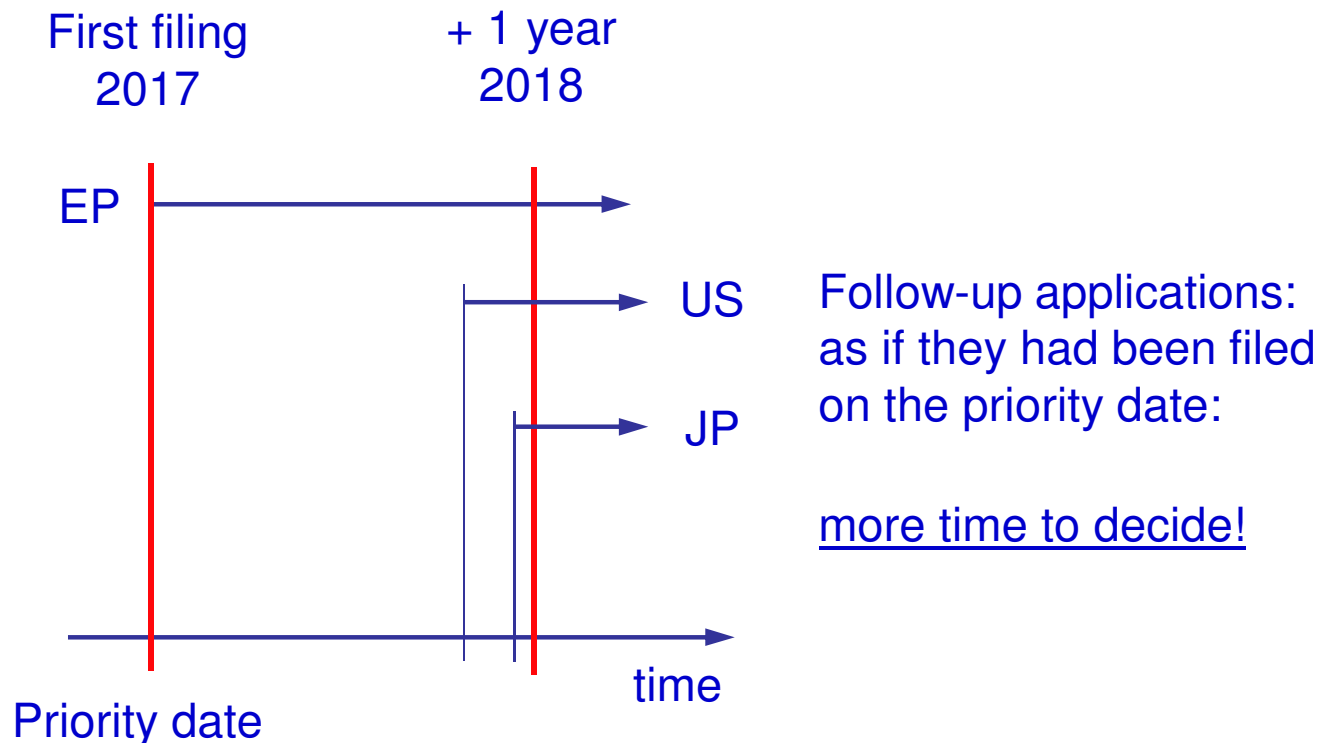 First filing
2017
+ 1 year
2018
EP
US
JP
Follow-up applications:
as if they had been filed
on the priority date:
more time to decide!
time
Priority date